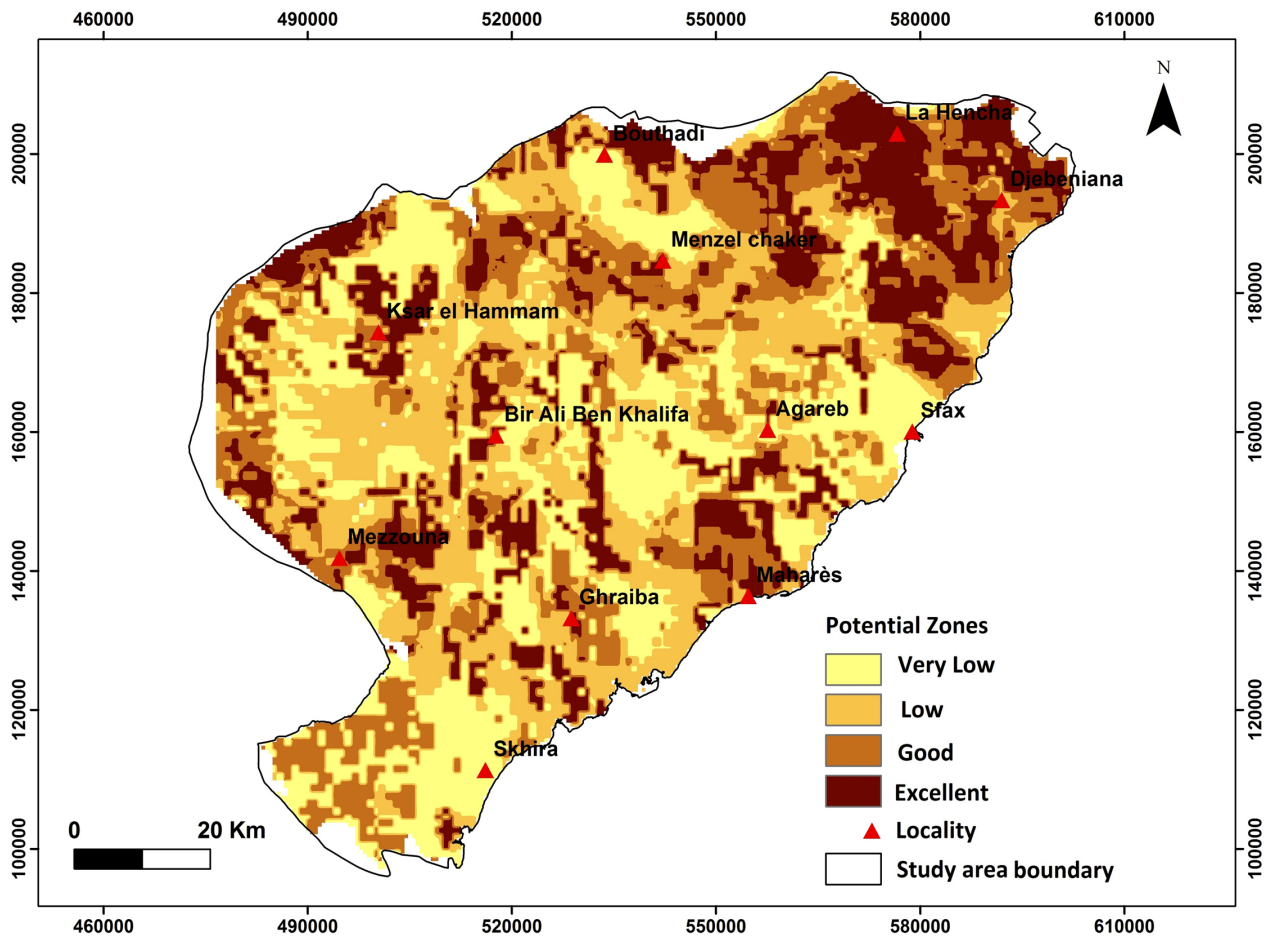 460000 490000 520000 550000 580000 610000
N
La Hencha
Bouthadi
200000 200000
Djebeniana
Menzel chaker
180000 180000
Ksar el Hammam
Agareb
Sfax
Bir Ali Ben Khalifa
160000 160000
Mezzouna
140000 140000
Maharès
Ghraiba
Potential Zones
Very Low
Low
120000 120000
Good
Skhira
Excellent
0 20 Km
Locality
100000 100000
Study area boundary
460000 490000 520000 550000 580000 610000